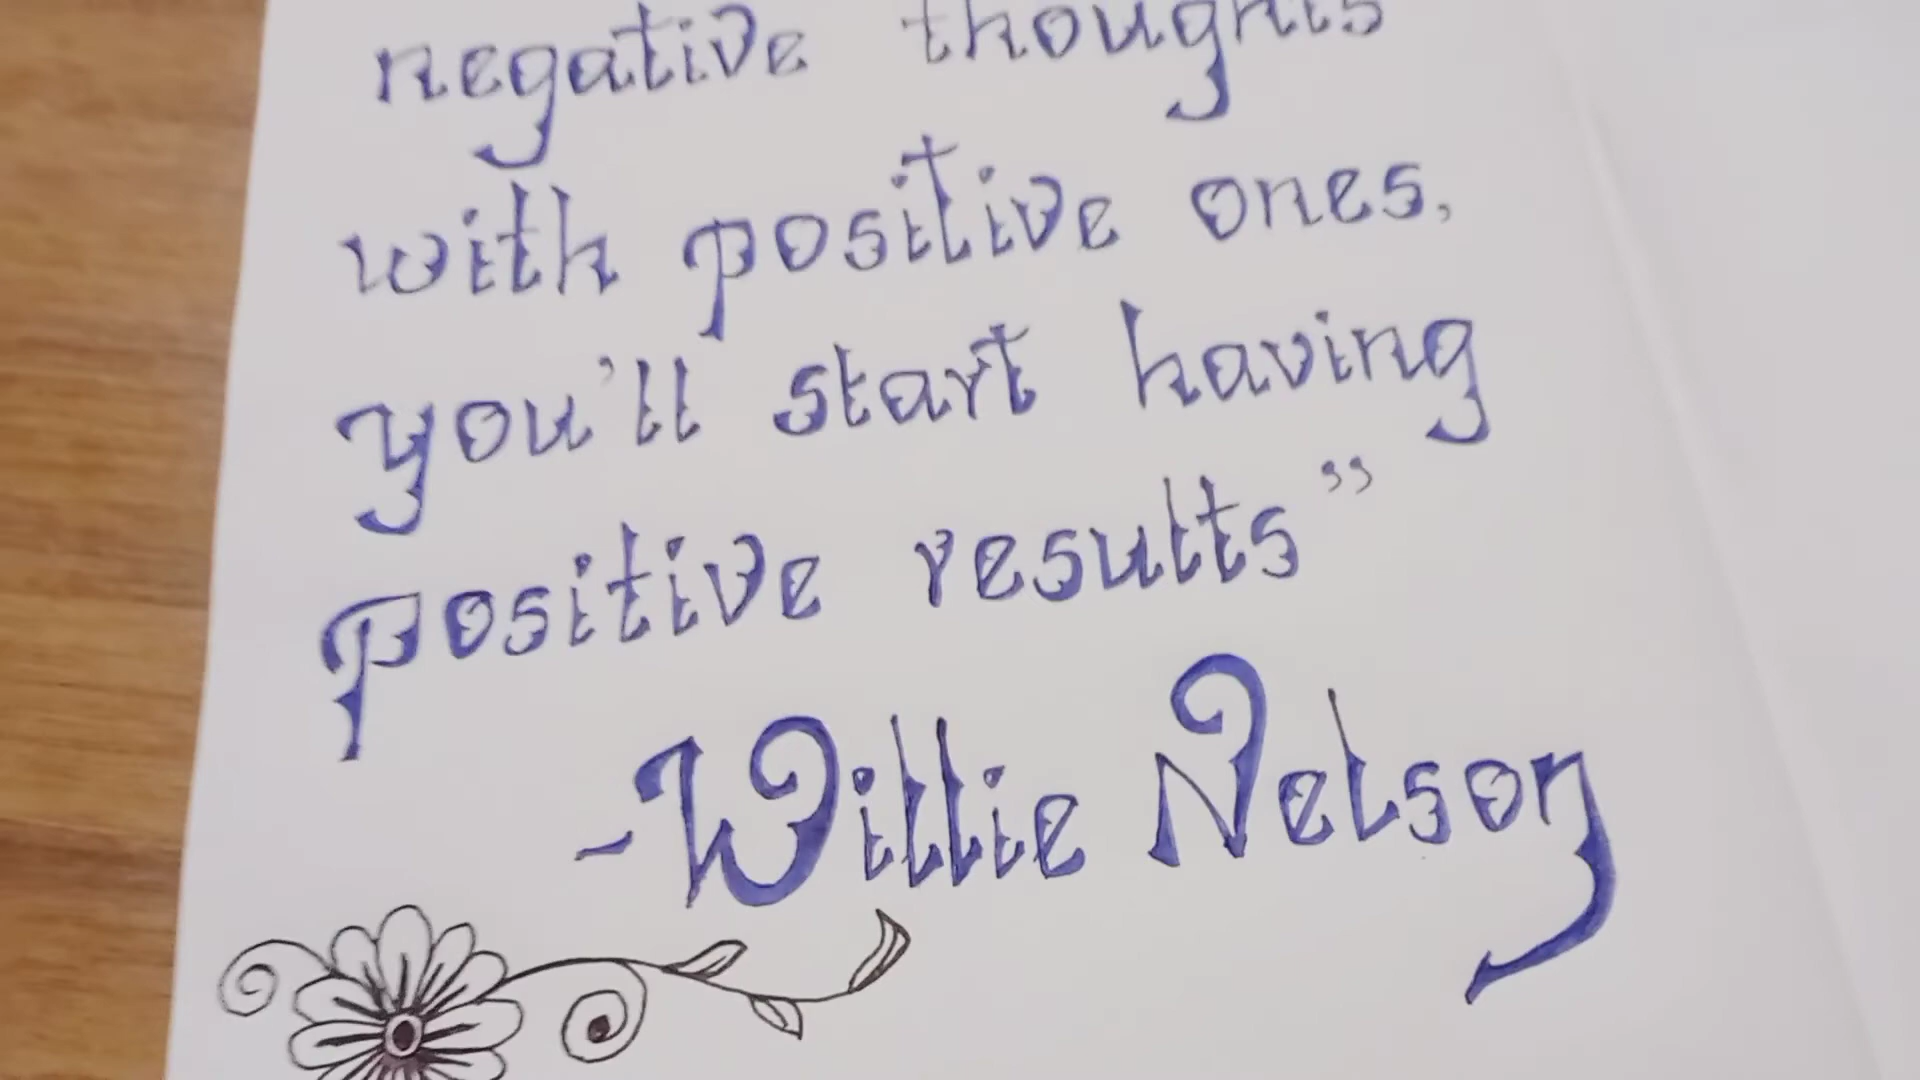 negative thoughts
with positive ones,
you'll start having
positive results”
-Willie Nelson